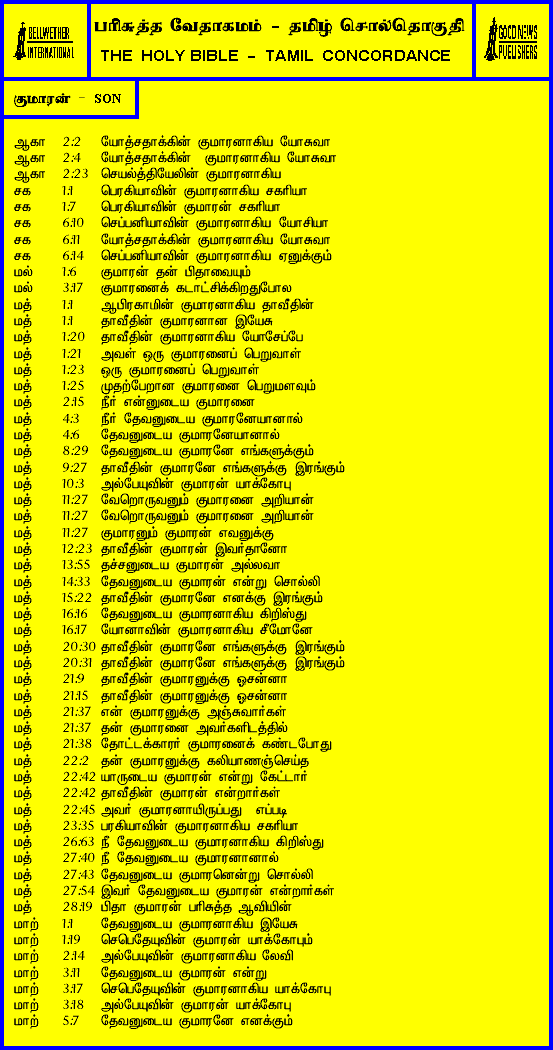 BELLWETHER
INTERNATIONAL
பரிசுத்த வேதாகமம் - தமிழ் சொல்தொகுதி
THE HOLY BIBLE - TAMIL CONCORDANCE
GOOD NEWS
PUBLISHERS
குமாரன் - SON
ஆகா 2:2 யோத்சதாக்கின் குமாரனாகிய யோசுவா
ஆகா 2:4 யோத்சதாக்கின் குமாரனாகிய யோசுவா
ஆகா 2:23 செயல்த்தியேலின் குமாரனாகிய
சக 1:1 பெரகியாவின் குமாரனாகிய சகரியா
சக 1:7 பெரகியாவின் குமாரன் சகரியா
சக 6:10 செப்பனியாவின் குமாரனாகிய யோசியா
சக 6:11 யோத்சதாக்கின் குமாரனாகிய யோசுவா
சக 6:14 செப்பனியாவின் குமாரனாகிய ஏனுக்கும்
மல் 1:6 குமாரன் தன் பிதாவையும்
மல் 3:17 குமாரனைக் கடாட்சிக்கிறதுபோல
மத் 1:1 ஆபிரகாமின் குமாரனாகிய தாவீதின்
மத் 1:1 தாவீதின் குமாரனான இயேசு
மத் 1:20 தாவீதின் குமாரனாகிய யோசேப்பே
மத் 1:21 அவள் ஒரு குமாரனைப் பெறுவாள்
மத் 1:23 ஒரு குமாரனைப் பெறுவாள்
மத் 1:25 முதற்பேறான குமாரனை பெறுமளவும்
மத் 2:15 நீர் என்னுடைய குமாரனை
மத் 4:3 நீர் தேவனுடைய குமாரனேயானால்
மத் 4:6 தேவனுடைய குமாரனேயானால்
மத் 8:29 தேவனுடைய குமாரனே எங்களுக்கும்
மத் 9:27 தாவீதின் குமாரனே எங்களுக்கு இரங்கும்
மத் 10:3 அல்பேயுவின் குமாரன் யாக்கோபு
மத் 11:27 வேறொருவனும் குமாரனை அறியான்
மத் 11:27 வேறொருவனும் குமாரனை அறியான்
மத் 11:27 குமாரனும் குமாரன் எவனுக்கு
மத் 12:23 தாவீதின் குமாரன் இவர்தானோ
மத் 13:55 தச்சனுடைய குமாரன் அல்லவா
மத் 14:33 தேவனுடைய குமாரன் என்று சொல்லி
மத் 15:22 தாவீதின் குமாரனே எனக்கு இரங்கும்
மத் 16:16 தேவனுடைய குமாரனாகிய கிறிஸ்து
மத் 16:17 யோனாவின் குமாரனாகிய சீமோனே
மத் 20:30 தாவீதின் குமாரனே எங்களுக்கு இரங்கும்
மத் 20:31 தாவீதின் குமாரனே எங்களுக்கு இரங்கும்
மத் 21:9 தாவீதின் குமாரனுக்கு ஓசன்னா
மத் 21:15 தாவீதின் குமாரனுக்கு ஓசன்னா
மத் 21:37 என் குமாரனுக்கு அஞ்சுவார்கள்
மத் 21:37 தன் குமாரனை அவர்களிடத்தில்
மத் 21:38 தோட்டக்காரர் குமாரனைக் கண்டபோது
மத் 22:2 தன் குமாரனுக்கு கலியாணஞ்செய்த
மத் 22:42 யாருடைய குமாரன் என்று கேட்டார்
மத் 22:42 தாவீதின் குமாரன் என்றார்கள்
மத் 22:45 அவர் குமாரனாயிருப்பது எப்படி
மத் 23:35 பரகியாவின் குமாரனாகிய சகரியா
மத் 26:63 நீ தேவனுடைய குமாரனாகிய கிறிஸ்து
மத் 27:40 நீ தேவனுடைய குமாரனானால்
மத் 27:43 தேவனுடைய குமாரனென்று சொல்லி
மத் 27:54 இவர் தேவனுடைய குமாரன் என்றார்கள்
மத் 28:19 பிதா குமாரன் பரிசுத்த ஆவியின்
மாற் 1:1 தேவனுடைய குமாரனாகிய இயேசு
மாற் 1:19 செபெதேயுவின் குமாரன் யாக்கோபும்
மாற் 2:14 அல்பேயுவின் குமாரனாகிய லேவி
மாற் 3:11 தேவனுடைய குமாரன் என்று
மாற் 3:17 செபெதேயுவின் குமாரனாகிய யாக்கோபு
மாற் 3:18 அல்பேயுவின் குமாரன் யாக்கோபு
மாற் 5:7 தேவனுடைய குமாரனே எனக்கும்